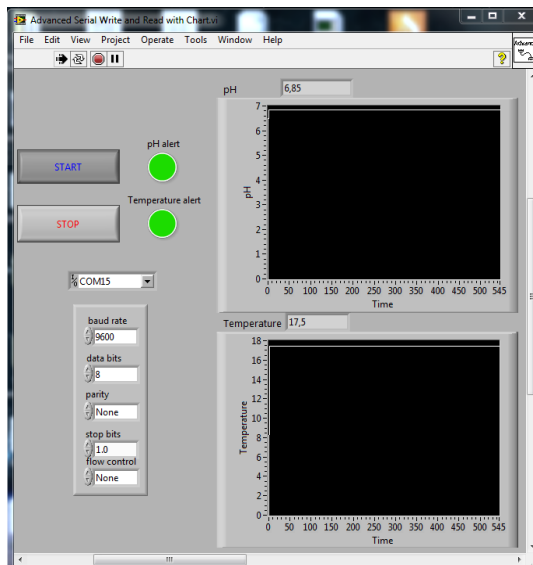 Advanced Serial Write and Read with Chart.vi
File Edit View Project Operate Tools Window Help
pH 6,85
pH alert
START
Temperature alert
STOP
COM15
baud rate
9600
data bits
8
parity
None
stop bits
1.0
flow control
None
7
6
5
4
3
2
1
0
pH
0 50 100 150 200 250 300 350 400 450 500 545
Time
Temperature 17,5
18
16
14
12
10
8
6
4
2
0
Temperature
0 50 100 150 200 250 300 350 400 450 500 545
Time